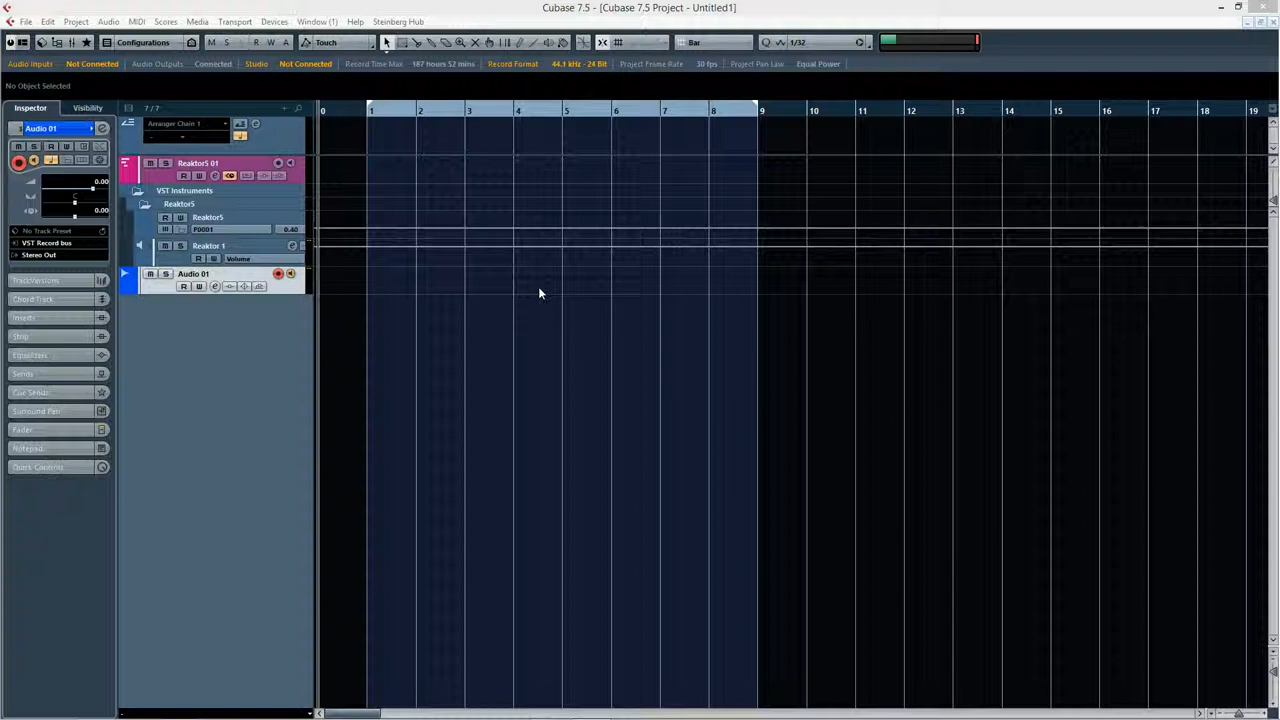 Cubase 7.5 - [Cubase 7.5 Project - Untitled1]
File Edit Project Audio MIDI Scores Media Transport Devices Window (1) Help Steinberg Hub
Configurations M S R W A Touch Bar Q 1/32
Audio Inputs Not Connected Audio Outputs Connected Studio Not Connected Record Time Max 187 hours 52 mins Record Format 44.1 kHz - 24 Bit Project Frame Rate 30 fps Project Pan Law Equal Power
No Object Selected
Inspector Visibility 7/7 0 1 2 3 4 5 6 7 8 9 10 11 12 13 14 15 16 17 18 19
Arranger Chain 1
Audio 01 e
M S R W
0.00
C
0.00
No Track Preset
VST Record bus
Stereo Out
TrackVersions
Chord Track
Inserts
Strip
Equalizers
Sends
Cue Sends
Surround Pan
Fader
Notepad
Quick Controls
M S Reaktor5 01
R W e
VST Instruments
Reaktor5
R W Reaktor5
P0001 0.40
M S Reaktor 1 e
R W Volume
M S Audio 01
R W e